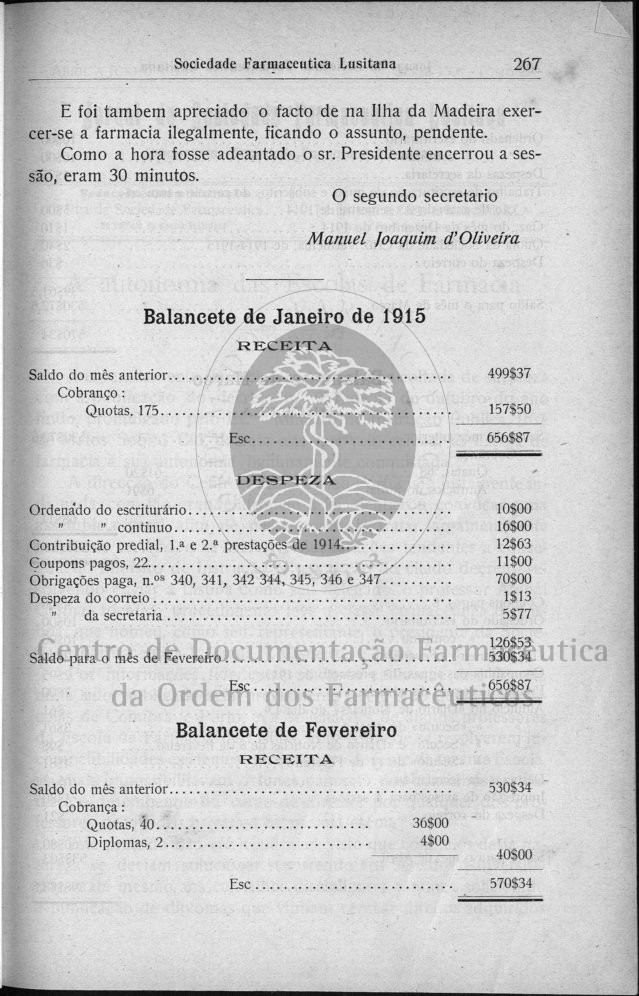 Sociedade Farmaceutica Lusitana 267
E foi tambem apreciado o facto de na Ilha da Madeira exer-
cer-se a farmacia ilegalmente, ficando o assunto, pendente.
Como a hora fosse adeantado o sr. Presidente encerrou a ses-
são, eram 30 minutos.
O segundo secretario
Manuel Joaquim d'Oliveira
Balancete de Janeiro de 1915
RECEITA
Saldo do mês anterior... 499$37
Cobranço :
Quotas, 175... 157$50
Esc... 656$87
DESPEZA
Ordenado do escriturário... 10$00
" " continuo... 16$00
Contribuição predial, 1.ª e 2.ª prestações de 1914... 12$63
Coupons pagos, 22... 11$00
Obrigações paga, n.os 340, 341, 342 344, 345, 346 e 347... 70$00
Despeza do correio... 1$13
" da secretaria... 5$77
126$53
Saldo para o mês de Fevereiro... 530$34
Esc... 656$87
Centro de Documentação Farmacêutica
da Ordem dos Farmacêuticos
Balancete de Fevereiro
RECEITA
Saldo do mês anterior... 530$34
Cobrança :
Quotas, 40... 36$00
Diplomas, 2... 4$00
40$00
Esc... 570$34